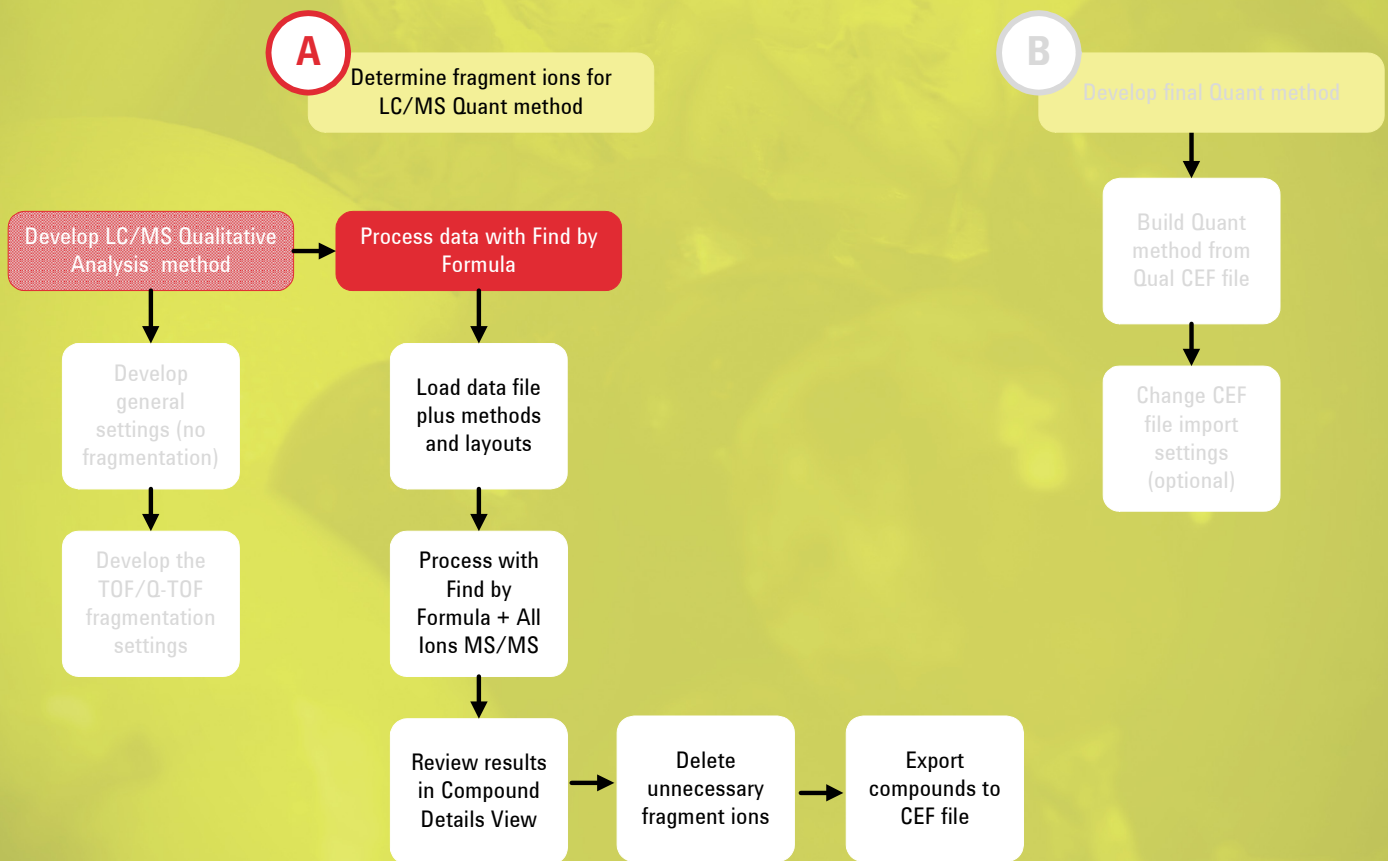 A
Determine fragment ions for
LC/MS Quant method
B
Develop final Quant method
Develop LC/MS Qualitative
Analysis method
Process data with Find by
Formula
Develop
general
settings (no
fragmentation)
Develop the
TOF/Q-TOF
fragmentation
settings
Load data file
plus methods
and layouts
Process with
Find by
Formula + All
Ions MS/MS
Review results
in Compound
Details View
Delete
unnecessary
fragment ions
Export
compounds to
CEF file
Build Quant
method from
Qual CEF file
Change CEF
file import
settings
(optional)